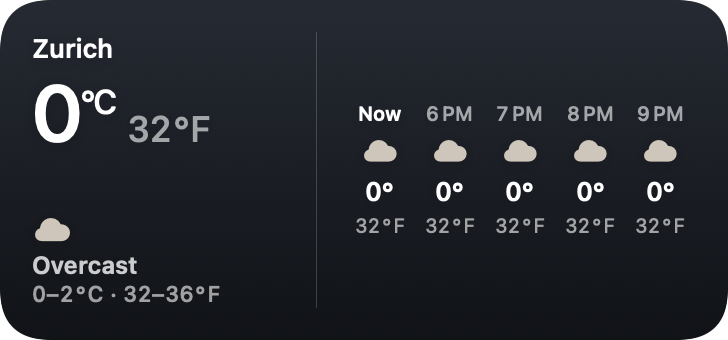 Zurich
0°C 32°F
Overcast
0–2°C · 32–36°F
Now 6 PM 7 PM 8 PM 9 PM
0° 0° 0° 0° 0°
32°F 32°F 32°F 32°F 32°F